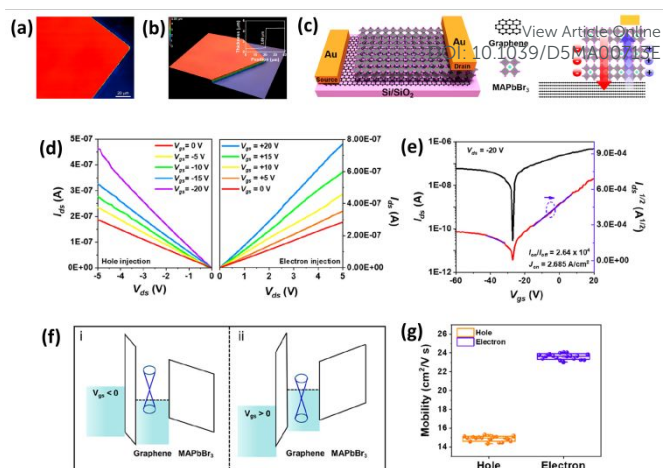 (a)
20 μm
(b)
(c)
Au
Source
Au
Drain
Si/SiO₂
Graphene
MAPbBr₃
View Article Online
DOI: 10.1039/D5MA00715E
(d)
5E-07
4E-07
3E-07
2E-07
1E-07
0E+00
Ids (A)
Vgs = 0 V
Vgs = -5 V
Vgs = -10 V
Vgs = -15 V
Vgs = -20 V
Hole injection
-5 -4 -3 -2 -1 0
Vds (V)
Vgs = +20 V
Vgs = +15 V
Vgs = +10 V
Vgs = +5 V
Vgs = 0 V
Electron injection
0 1 2 3 4 5
Vds (V)
8.00E-07
6.00E-07
4.00E-07
2.00E-07
0.00E+00
Ids (A)
(e)
Vds = -20 V
1E-06
1E-08
1E-10
1E-12
Ids (A)
9.0E-04
6.0E-04
3.0E-04
0.0E+00
Ids^1/2 (A^1/2)
Ion/Ioff = 2.64 x 10⁴
Jon = 2.685 A/cm²
-60 -40 -20 0 20
Vgs (V)
(f)
i
Vgs < 0
Graphene MAPbBr₃
ii
Vgs > 0
Graphene MAPbBr₃
(g)
Hole
Electron
26
24
22
20
18
16
14
Mobility (cm²/V s)
Hole Electron